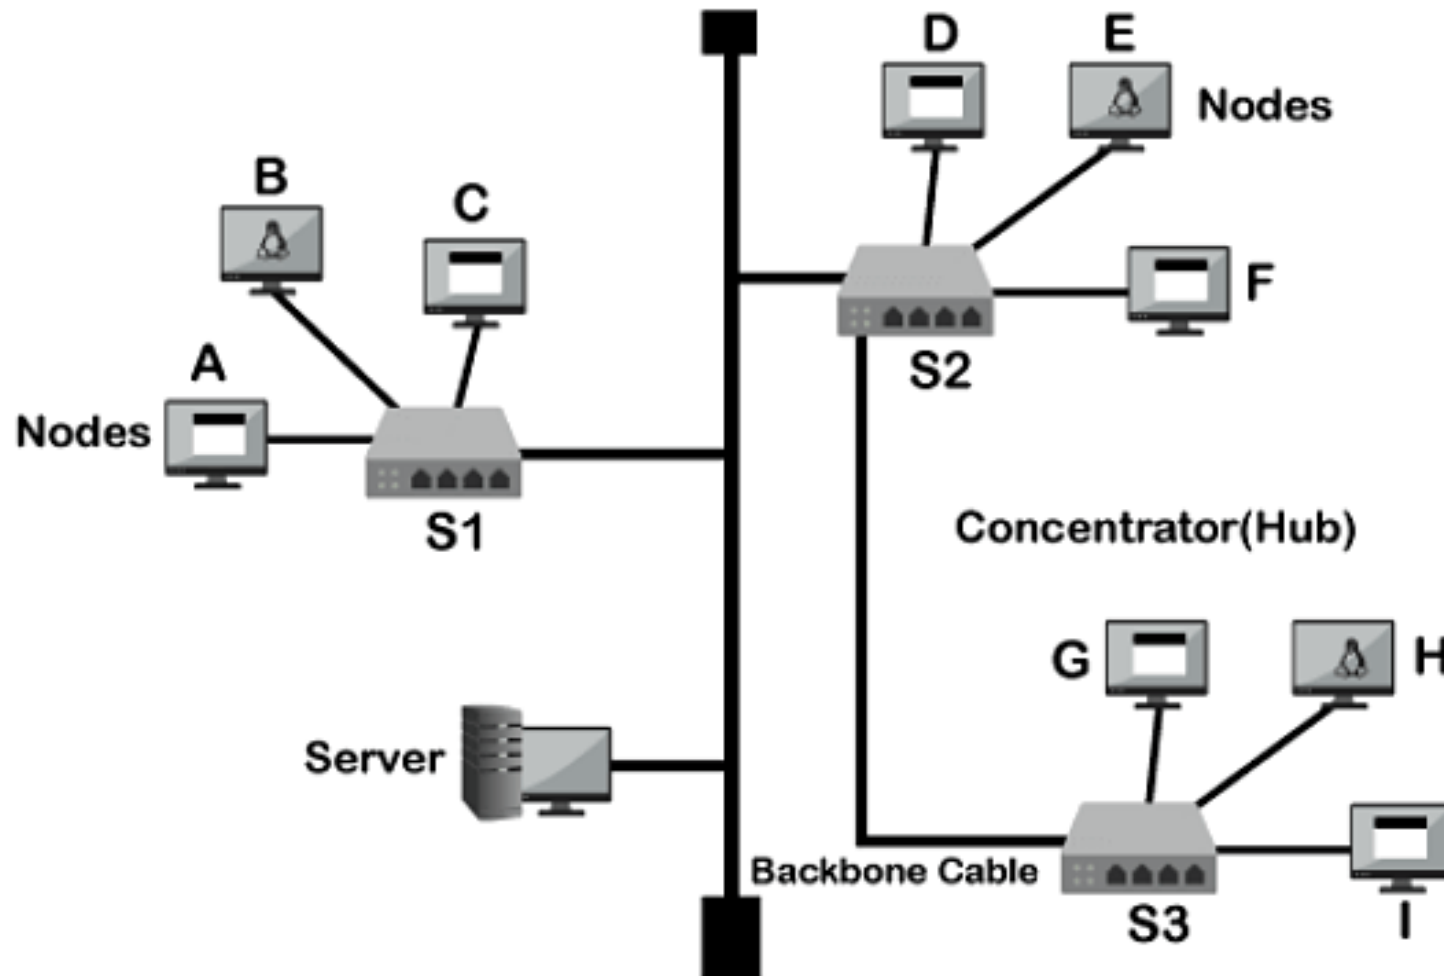 D
E
Nodes
B
C
F
A
S2
Nodes
S1
Concentrator(Hub)
G
H
Server
Backbone Cable
S3
I